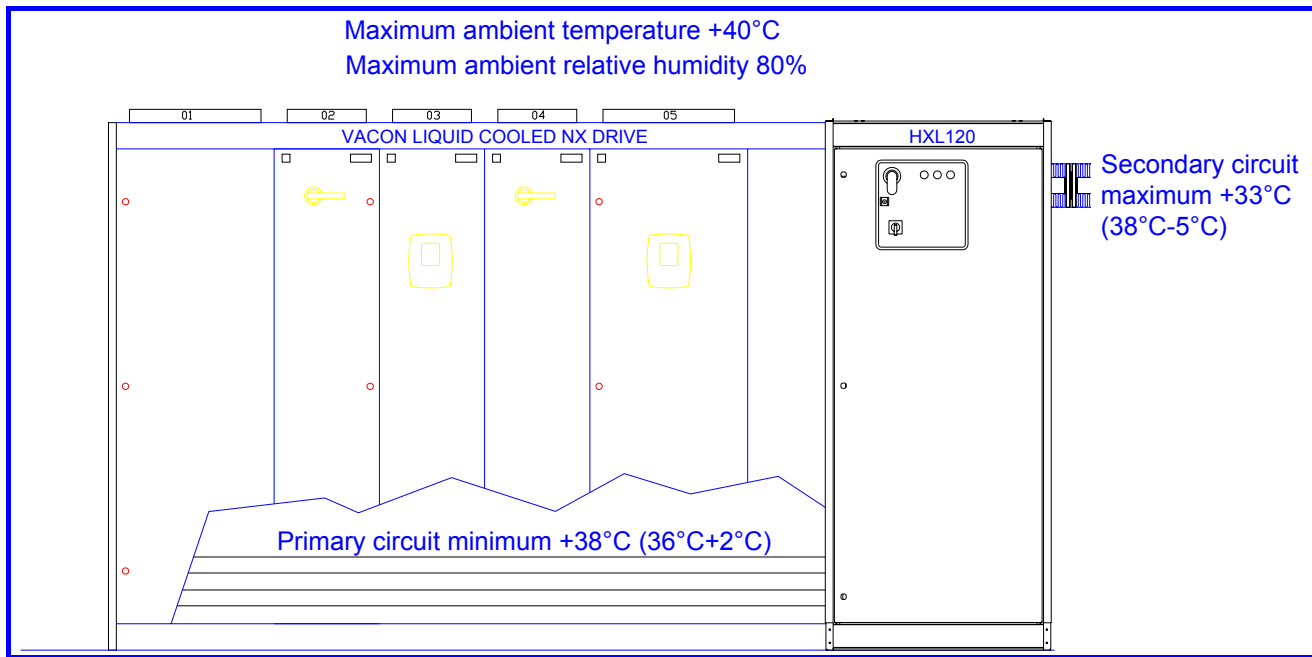 Maximum ambient temperature +40°C
Maximum ambient relative humidity 80%
01 02 03 04 05
VACON LIQUID COOLED NX DRIVE
HXL120
Secondary circuit
maximum +33°C
(38°C-5°C)
Primary circuit minimum +38°C (36°C+2°C)